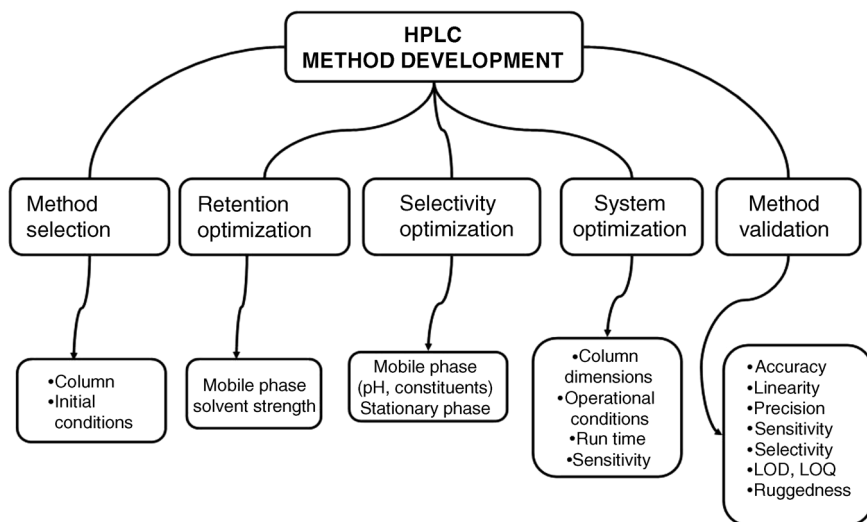 HPLC
METHOD DEVELOPMENT
Method
selection
Retention
optimization
Selectivity
optimization
System
optimization
Method
validation
•Column
•Initial
conditions
Mobile phase
solvent strength
Mobile phase
(pH, constituents)
Stationary phase
•Column
dimensions
•Operational
conditions
•Run time
•Sensitivity
•Accuracy
•Linearity
•Precision
•Sensitivity
•Selectivity
•LOD, LOQ
•Ruggedness